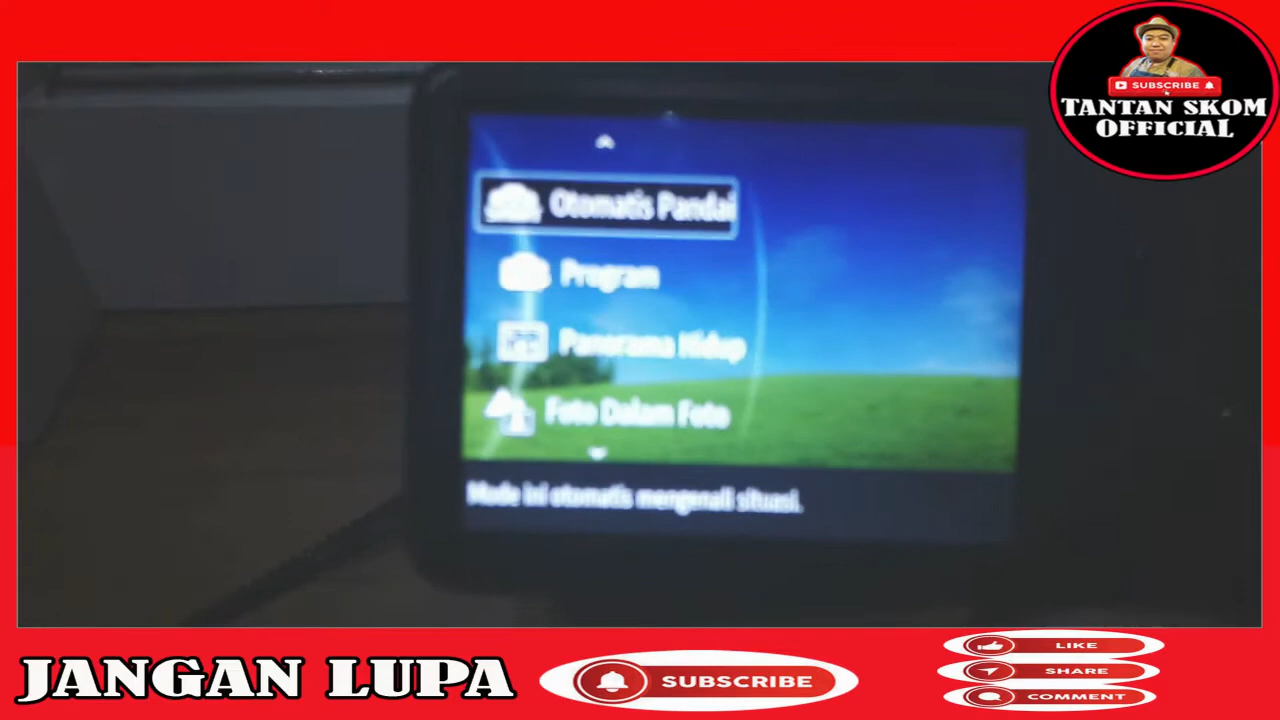 SUBSCRIBE
TANTAN SKOM
OFFICIAL
Otomatis Pandai
Program
Panorama Hidup
Foto Dalam Foto
Mode ini otomatis mengenali situasi.
JANGAN LUPA
SUBSCRIBE
LIKE
SHARE
COMMENT